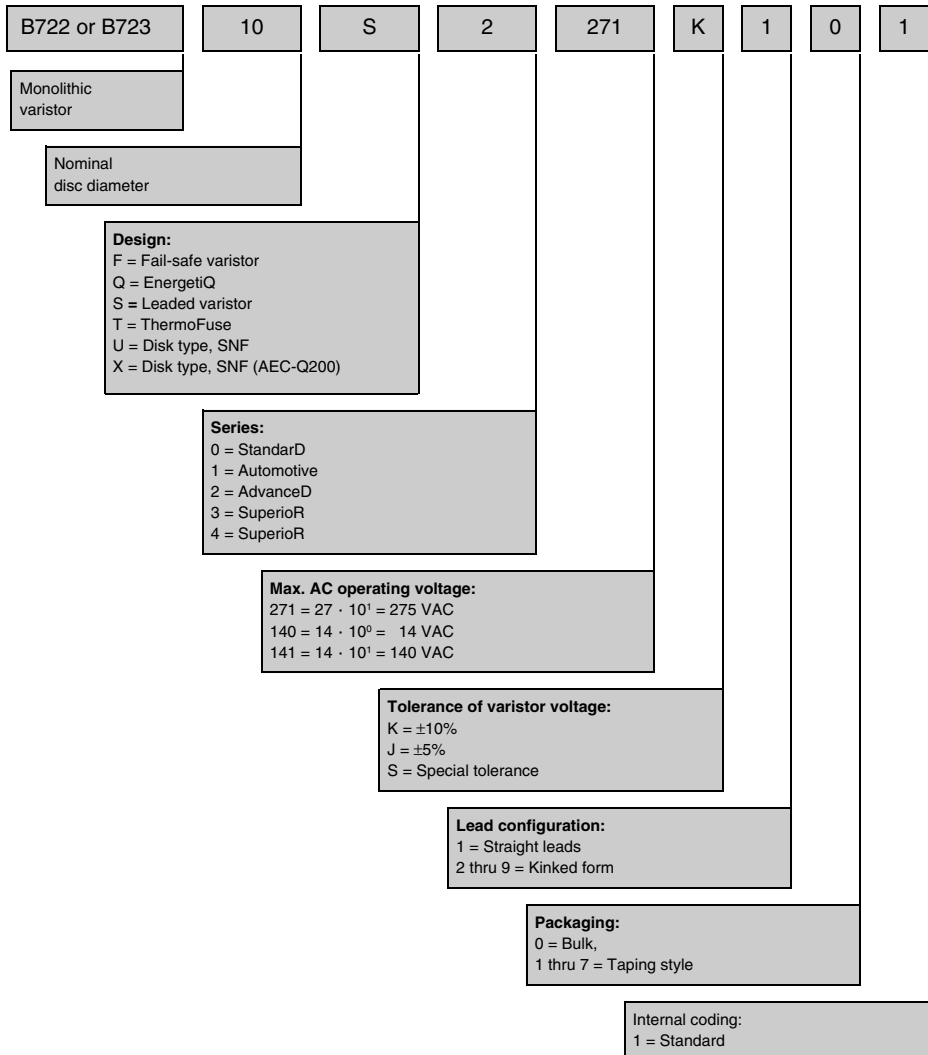 B722 or B723 10 S 2 271 K 1 0 1
Monolithic
varistor
Nominal
disc diameter
Design:
F = Fail-safe varistor
Q = EnergetiQ
S = Leaded varistor
T = ThermoFuse
U = Disk type, SNF
X = Disk type, SNF (AEC-Q200)
Series:
0 = StandarD
1 = Automotive
2 = AdvanceD
3 = SuperioR
4 = SuperioR
Max. AC operating voltage:
271 = 27 · 10¹ = 275 VAC
140 = 14 · 10⁰ = 14 VAC
141 = 14 · 10¹ = 140 VAC
Tolerance of varistor voltage:
K = ±10%
J = ±5%
S = Special tolerance
Lead configuration:
1 = Straight leads
2 thru 9 = Kinked form
Packaging:
0 = Bulk,
1 thru 7 = Taping style
Internal coding:
1 = Standard